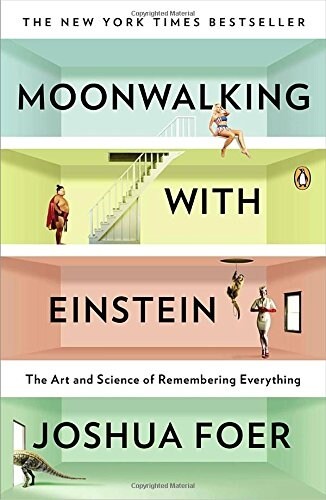 THE NEW YORK TIMES BESTSELLER
MOONWALKING
WITH
EINSTEIN
The Art and Science of Remembering Everything
JOSHUA FOER